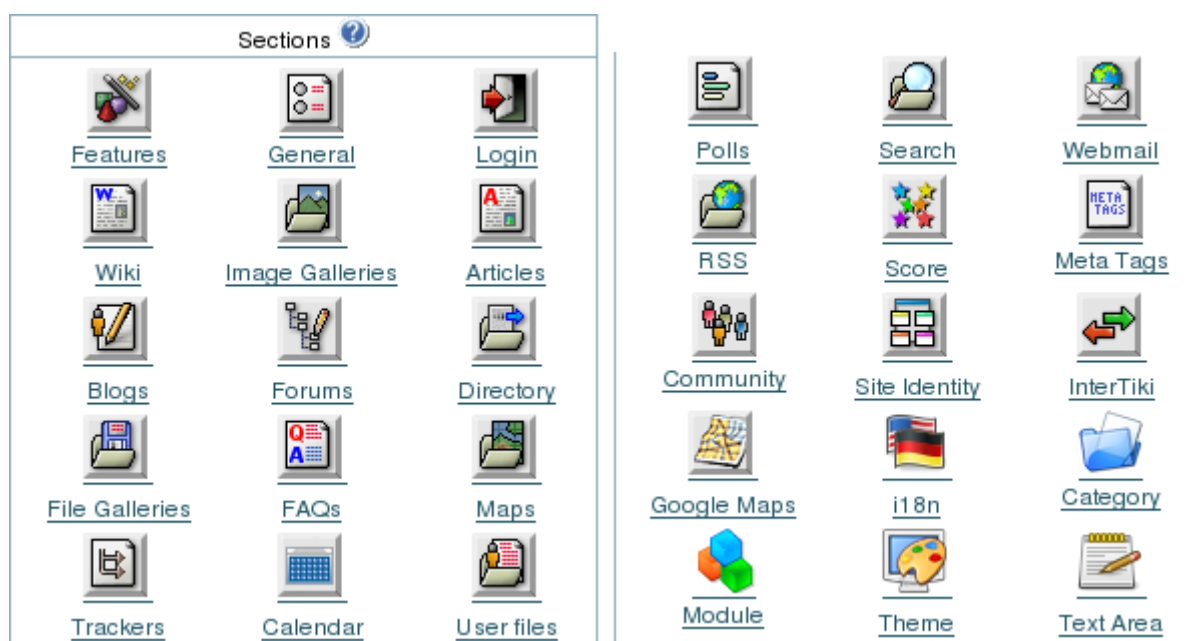 Sections ?
Features General Login
Wiki Image Galleries Articles
Blogs Forums Directory
File Galleries FAQs Maps
Trackers Calendar User files
Polls Search Webmail
META TAGS
RSS Score Meta Tags
Community Site Identity InterTiki
Google Maps i18n Category
Module Theme Text Area